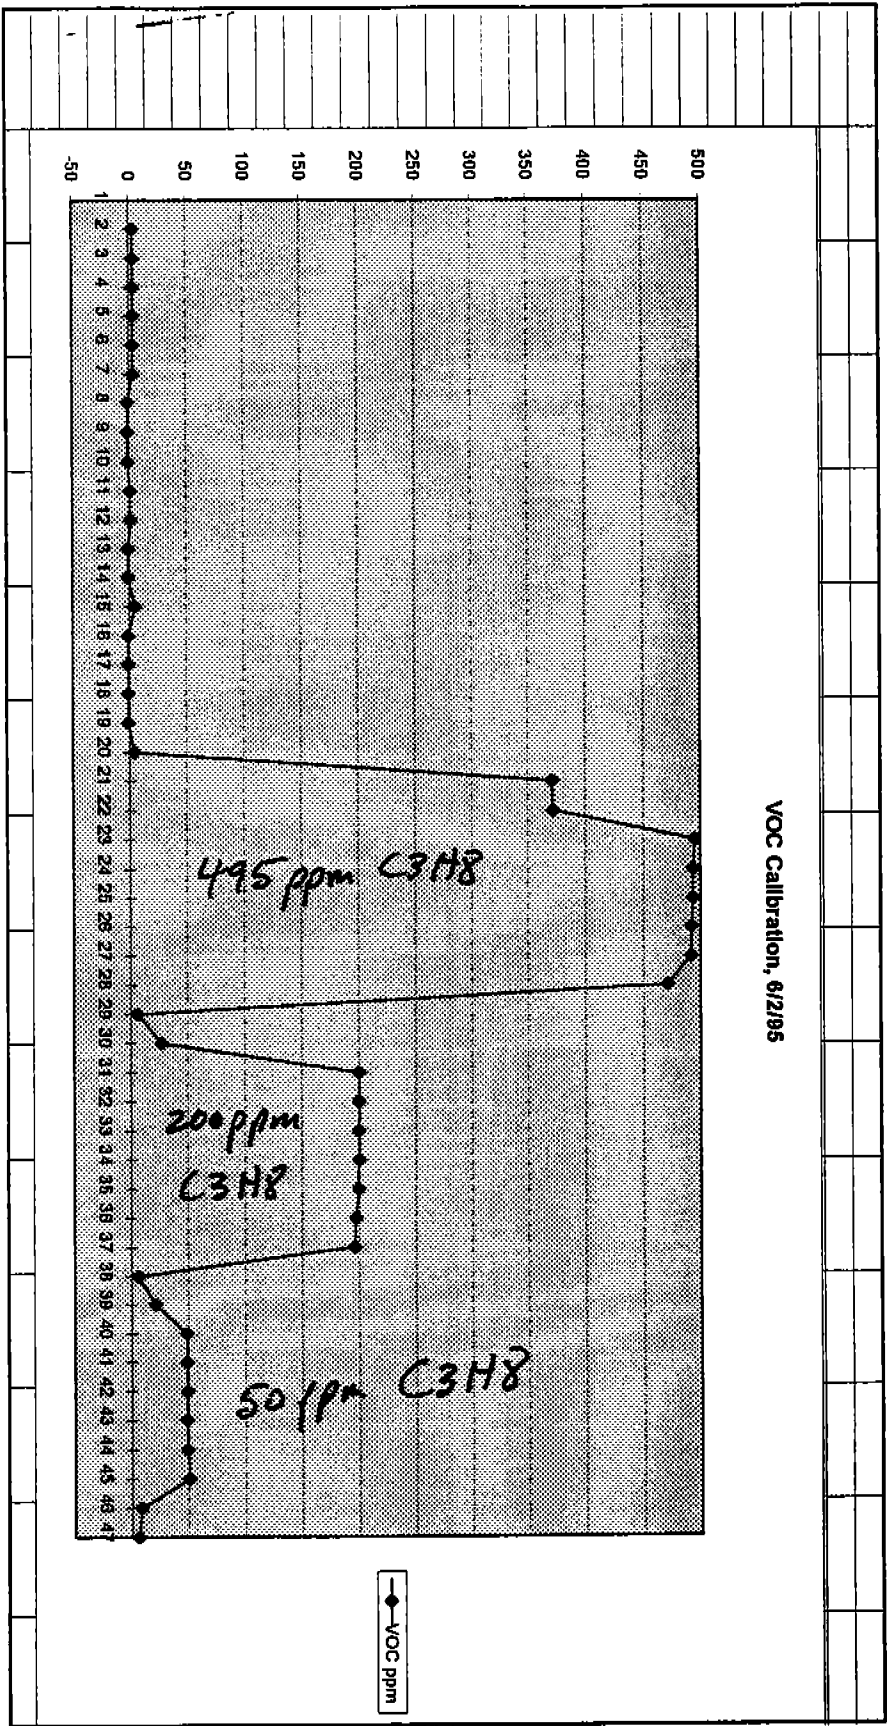 VOC Calibration, 6/2/95
500
450
400
350
300
250
200
150
100
50
0
-50
1 2 3 4 5 6 7 8 9 10 11 12 13 14 15 16 17 18 19 20 21 22 23 24 25 26 27 28 29 30 31 32 33 34 35 36 37 38 39 40 41 42 43 44 45 46 47
495 ppm C3H8
200 ppm
C3H8
50 ppm C3H8
VOC ppm